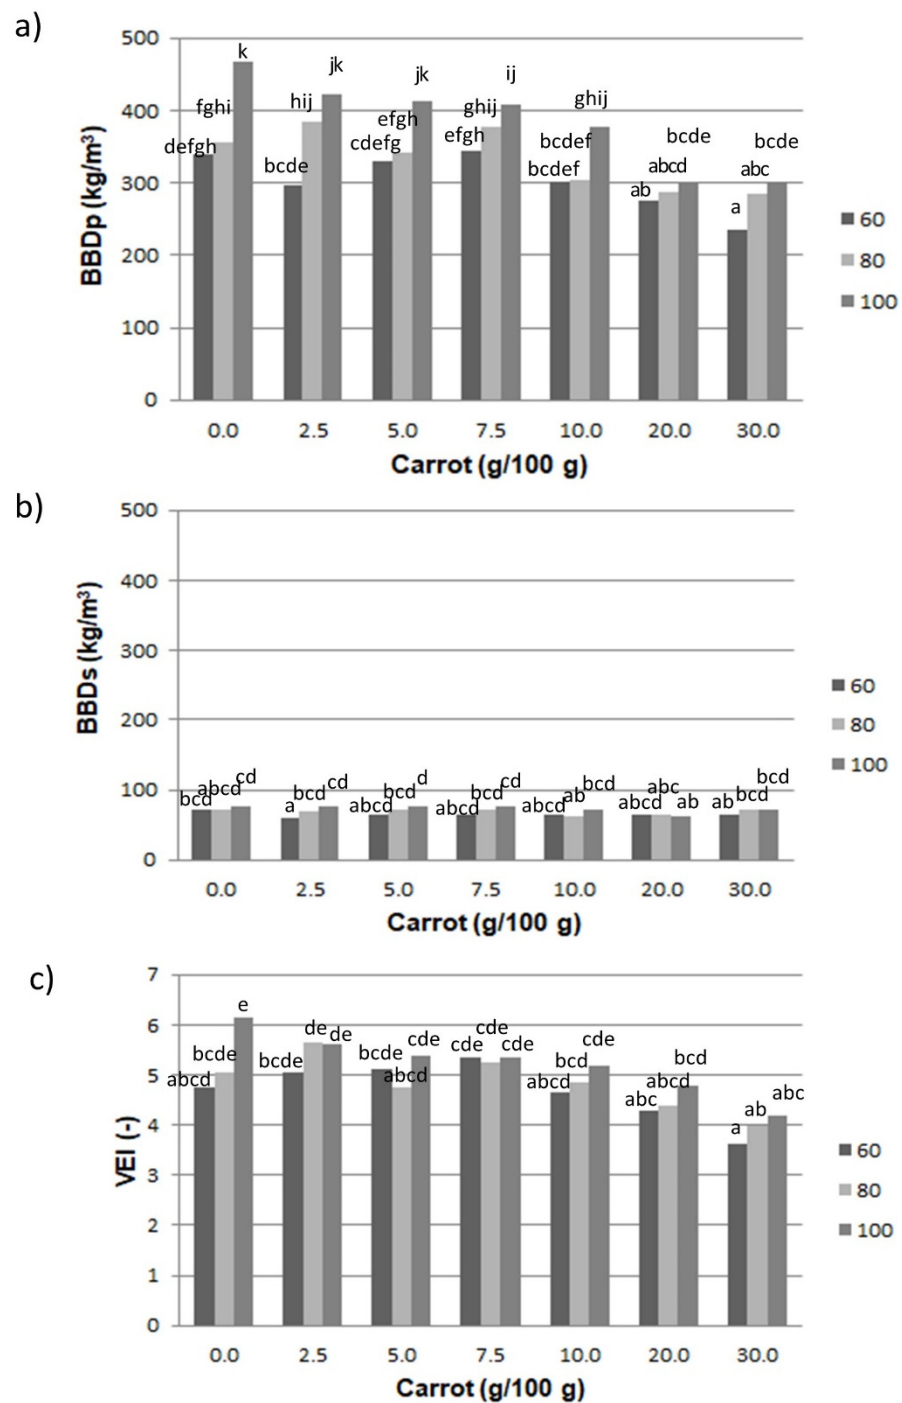 a)
500
400
300
200
100
0
BBDp (kg/m³)
k
jk
jk
ij
fghi
hij
efgh
ghij
ghij
defgh
bcde
cdefg
efgh
bcdef
bcdef
bcde
abcd
ab
bcde
abc
a
60
80
100
0.0 2.5 5.0 7.5 10.0 20.0 30.0
Carrot (g/100 g)
b)
500
400
300
200
100
0
BBDs (kg/m³)
bcd abcd cd
a bcd cd
abcd bcd d
abcd bcd cd
abcd ab bcd
abcd abc ab
ab bcd bcd
60
80
100
0.0 2.5 5.0 7.5 10.0 20.0 30.0
Carrot (g/100 g)
c)
7
6
5
4
3
2
1
0
VEI (-)
abcd bcde e
bcde de de
bcde abcd cde
cde cde cde
abcd bcd cde
abc abcd bcd
a ab abc
60
80
100
0.0 2.5 5.0 7.5 10.0 20.0 30.0
Carrot (g/100 g)